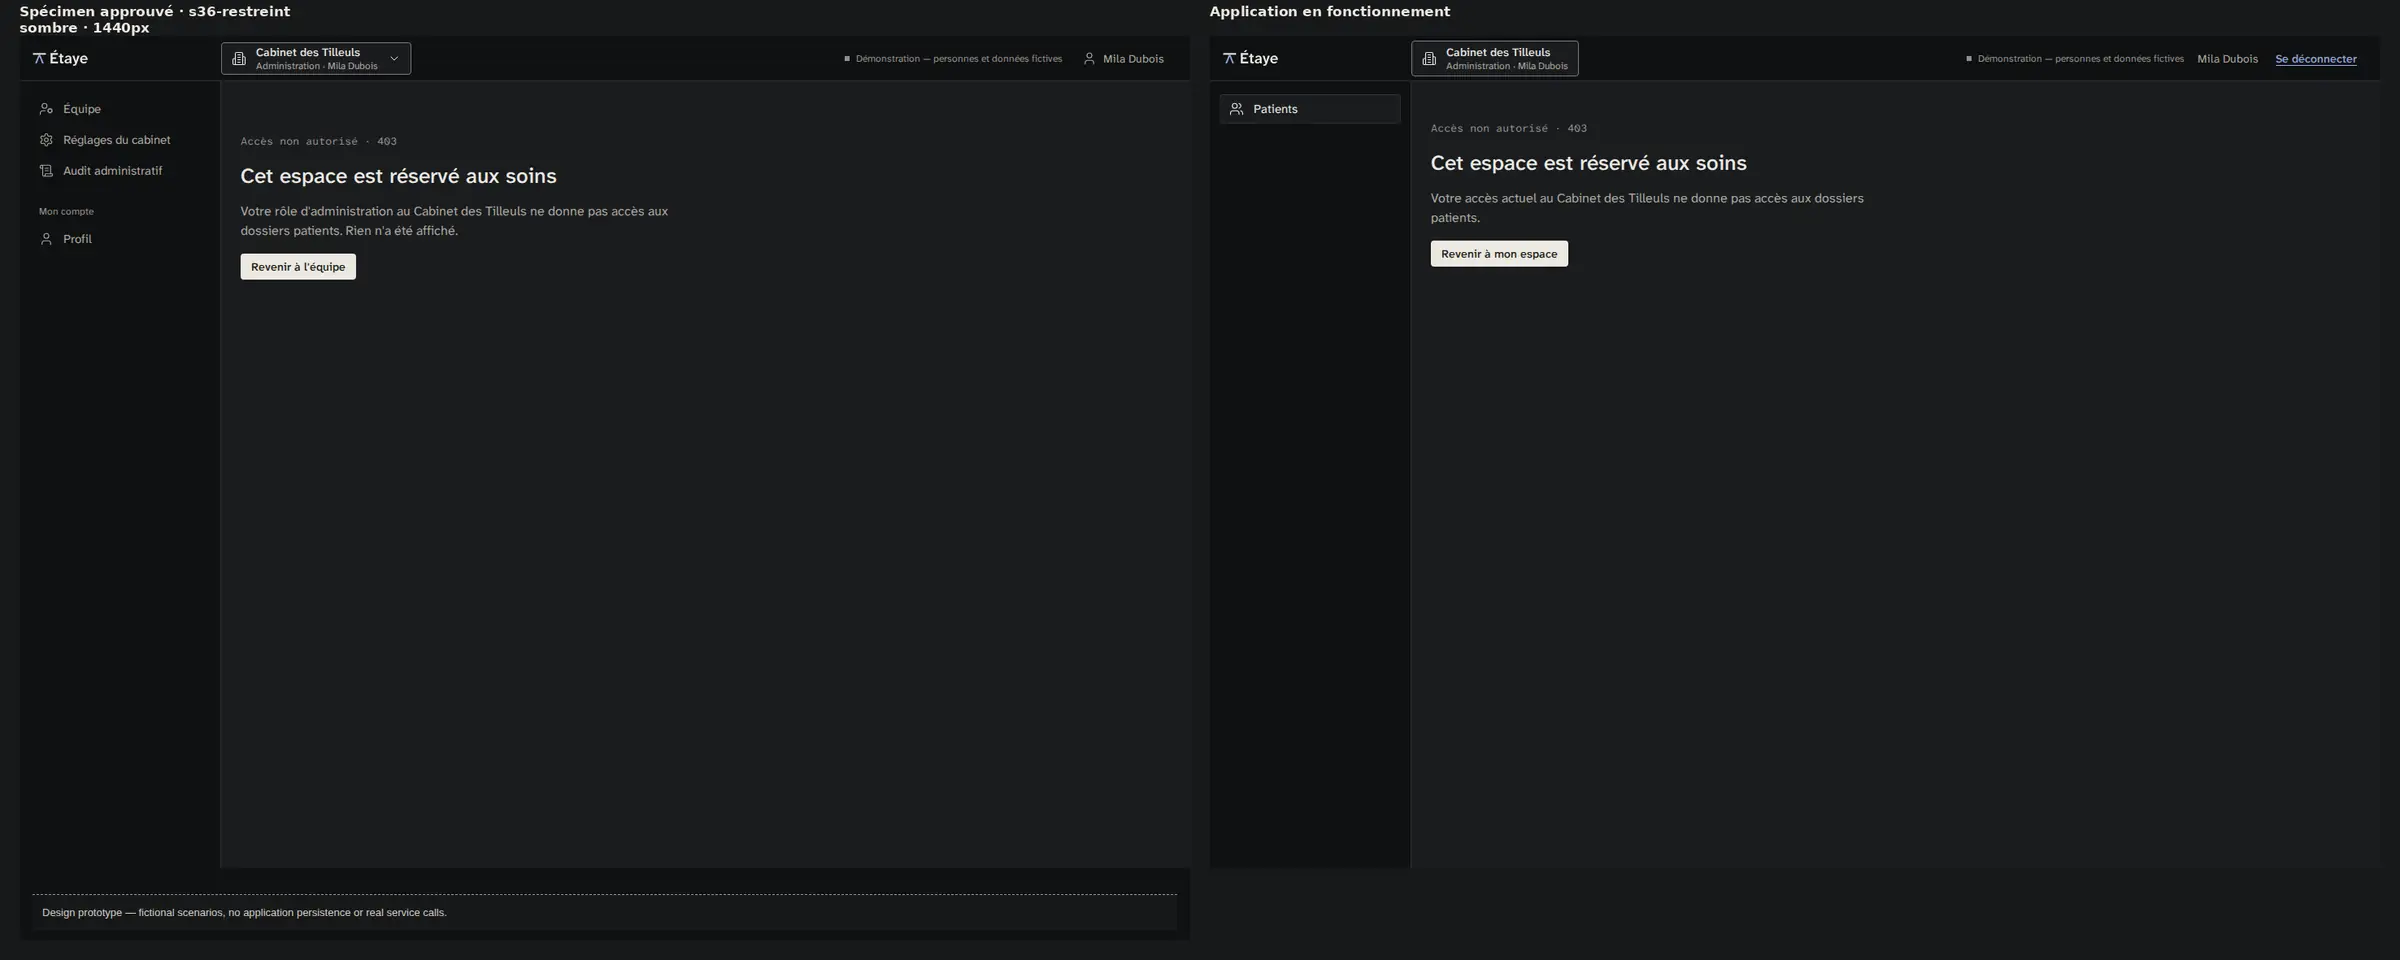 Spécimen approuvé · s36-restreint
sombre · 1440px
Étaye
Cabinet des Tilleuls
Administration · Mila Dubois
Démonstration — personnes et données fictives
Mila Dubois
Équipe
Réglages du cabinet
Audit administratif
Mon compte
Profil
Accès non autorisé · 403
Cet espace est réservé aux soins
Votre rôle d'administration au Cabinet des Tilleuls ne donne pas accès aux
dossiers patients. Rien n'a été affiché.
Revenir à l'équipe
Design prototype — fictional scenarios, no application persistence or real service calls.
Application en fonctionnement
Étaye
Cabinet des Tilleuls
Administration · Mila Dubois
Démonstration — personnes et données fictives
Mila Dubois
Se déconnecter
Patients
Accès non autorisé · 403
Cet espace est réservé aux soins
Votre accès actuel au Cabinet des Tilleuls ne donne pas accès aux dossiers
patients.
Revenir à mon espace